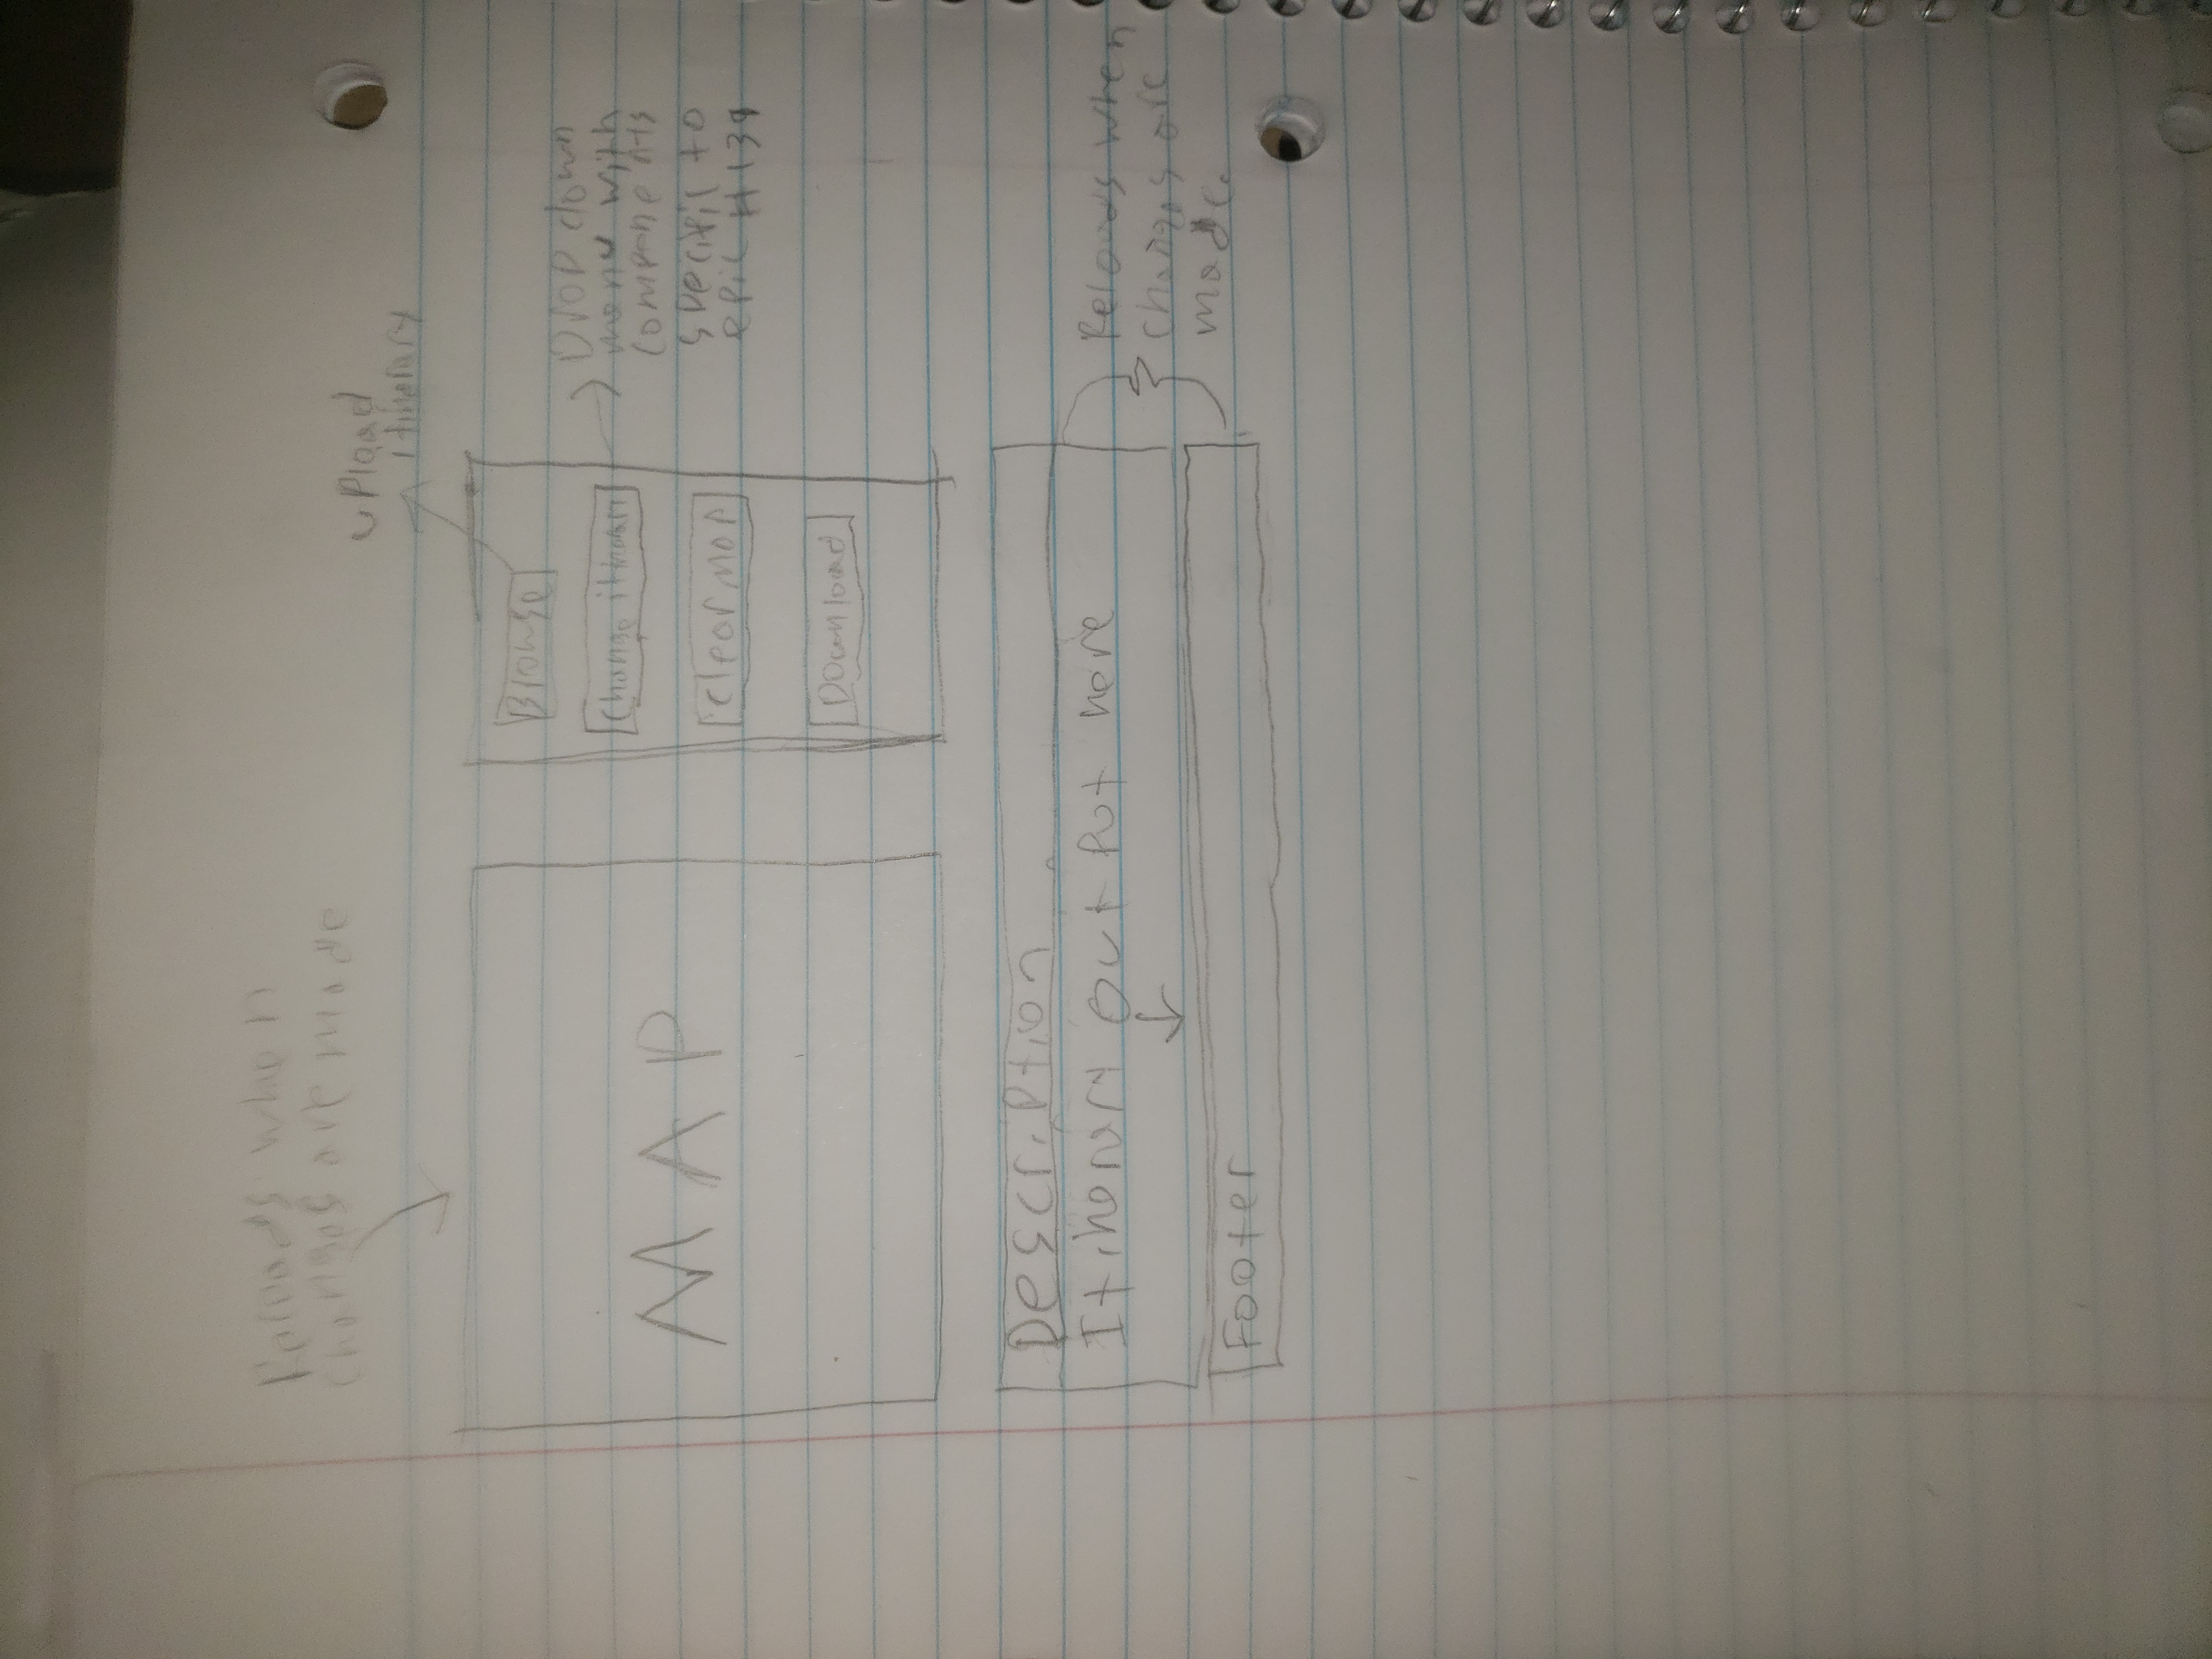 Reloads when
changes are made
upload
itinerary
Browse
Change itinerary
Clear map
Download
Drop down
menu with
components
specific to
epic #139
MAP
Description
Itinerary output here
Footer
Reloads when
changes are
made.